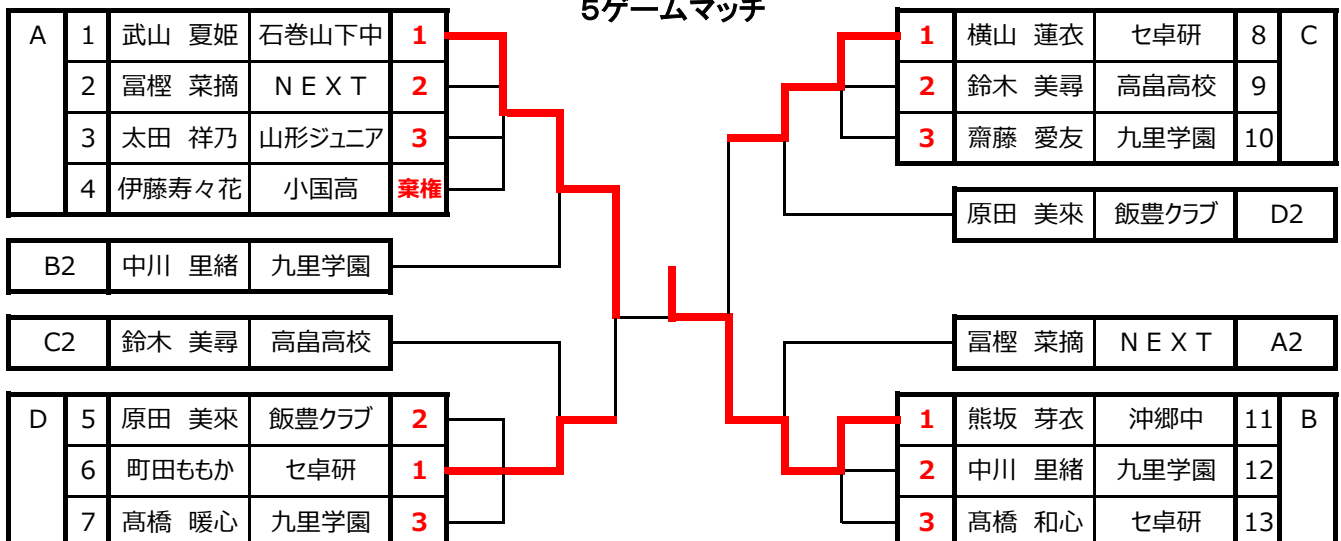 5ゲームマッチ
A 1 武山 夏姫 石巻山下中 1
2 冨樫 菜摘 ＮＥＸＴ 2
3 太田 祥乃 山形ジュニア 3
4 伊藤寿々花 小国高 棄権
B2 中川 里緒 九里学園
C2 鈴木 美尋 高畠高校
D 5 原田 美來 飯豊クラブ 2
6 町田ももか セ卓研 1
7 髙橋 暖心 九里学園 3
1 横山 蓮衣 セ卓研 8 C
2 鈴木 美尋 高畠高校 9
3 齋藤 愛友 九里学園 10
原田 美來 飯豊クラブ D2
冨樫 菜摘 ＮＥＸＴ A2
1 熊坂 芽衣 沖郷中 11 B
2 中川 里緒 九里学園 12
3 髙橋 和心 セ卓研 13